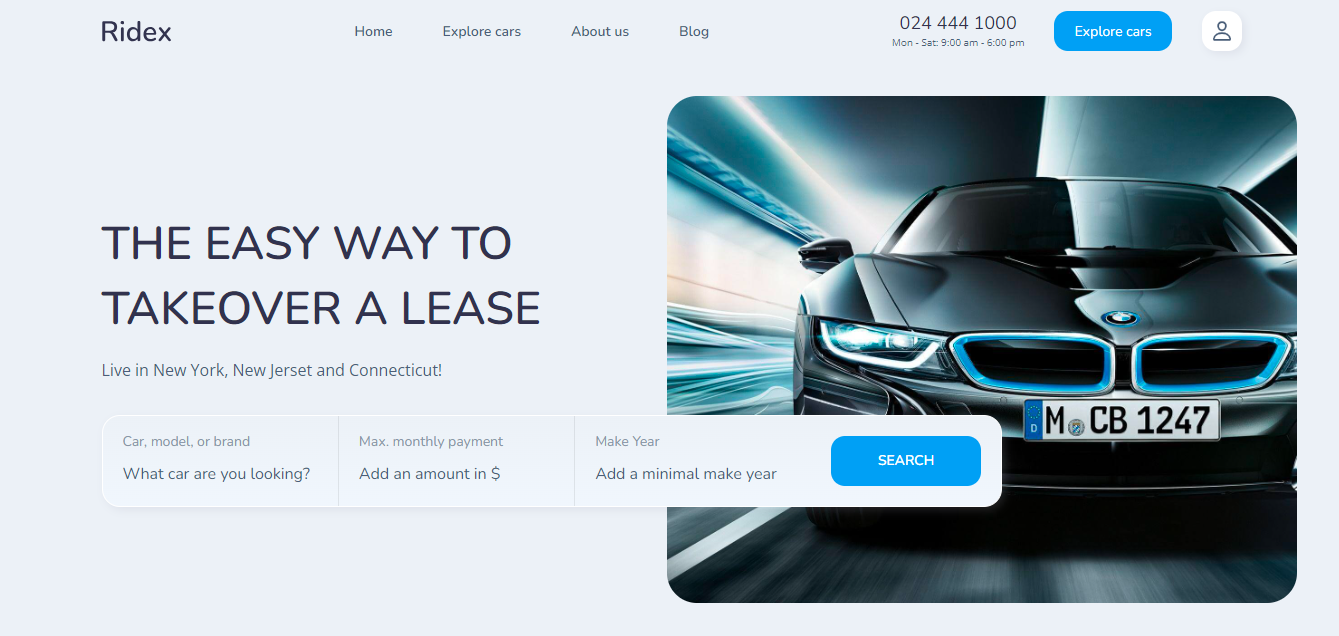 Ridex
Home
Explore cars
About us
Blog
024 444 1000
Mon - Sat: 9:00 am - 6:00 pm
Explore cars
THE EASY WAY TO
TAKEOVER A LEASE
Live in New York, New Jerset and Connecticut!
Car, model, or brand
What car are you looking?
Max. monthly payment
Add an amount in $
Make Year
Add a minimal make year
SEARCH
BMW
D
M CB 1247